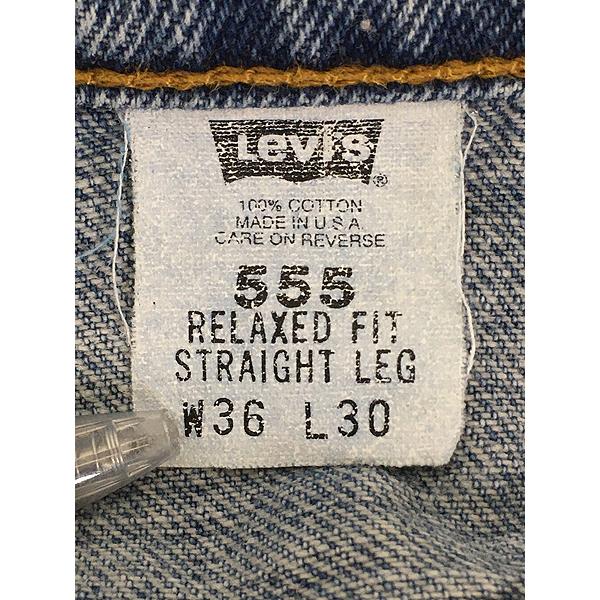 Levi's ®
100% COTTON
MADE IN U.S.A.
CARE ON REVERSE
555
RELAXED FIT
STRAIGHT LEG
W36 L30